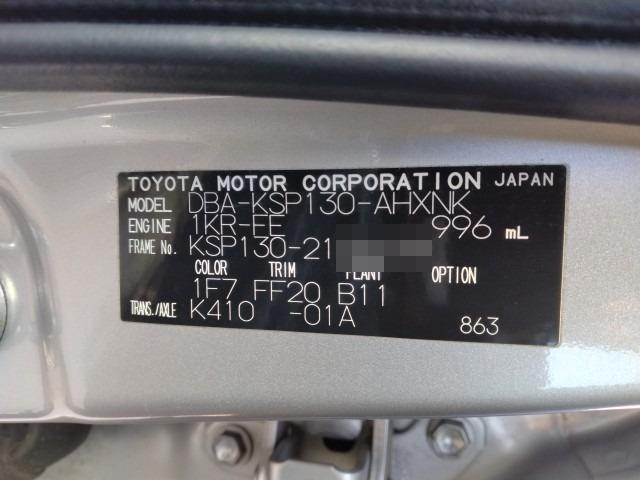 TOYOTA MOTOR CORPORATION JAPAN
MODEL DBA-KSP130-AHXNK
ENGINE 1KR-FE 996 mL
FRAME No. KSP130-21
COLOR TRIM PLANT OPTION
1F7 FF20 B11
TRANS./AXLE K410 -01A 863